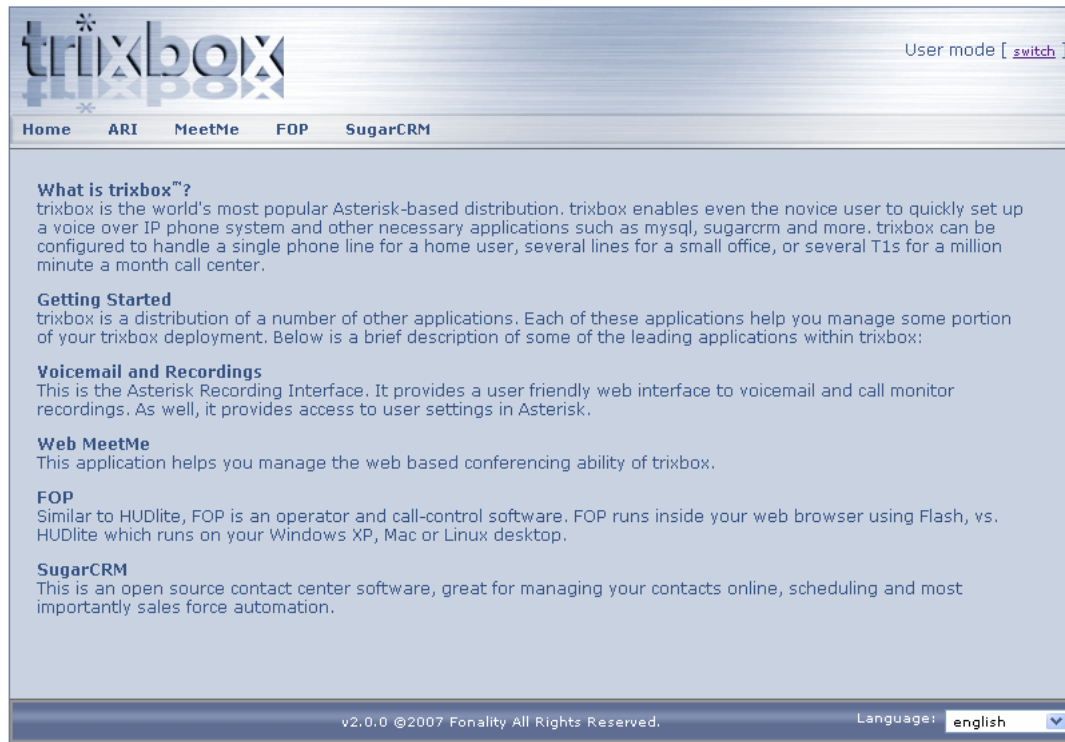 trixbox
User mode [ switch ]
Home ARI MeetMe FOP SugarCRM
What is trixbox™?
trixbox is the world's most popular Asterisk-based distribution. trixbox enables even the novice user to quickly set up
a voice over IP phone system and other necessary applications such as mysql, sugarcrm and more. trixbox can be
configured to handle a single phone line for a home user, several lines for a small office, or several T1s for a million
minute a month call center.
Getting Started
trixbox is a distribution of a number of other applications. Each of these applications help you manage some portion
of your trixbox deployment. Below is a brief description of some of the leading applications within trixbox:
Voicemail and Recordings
This is the Asterisk Recording Interface. It provides a user friendly web interface to voicemail and call monitor
recordings. As well, it provides access to user settings in Asterisk.
Web MeetMe
This application helps you manage the web based conferencing ability of trixbox.
FOP
Similar to HUDlite, FOP is an operator and call-control software. FOP runs inside your web browser using Flash, vs.
HUDlite which runs on your Windows XP, Mac or Linux desktop.
SugarCRM
This is an open source contact center software, great for managing your contacts online, scheduling and most
importantly sales force automation.
v2.0.0 ©2007 Fonality All Rights Reserved.
Language: english